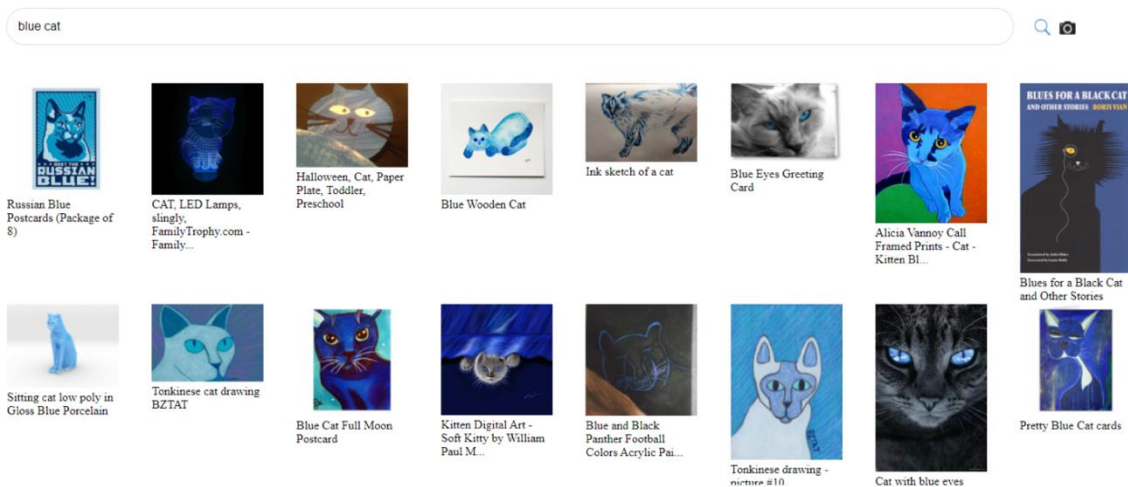 blue cat
MEET THE
RUSSIAN
BLUE!
Russian Blue
Postcards (Package of
8)
CAT, LED Lamps,
slingly,
FamilyTrophy.com -
Family...
Halloween, Cat, Paper
Plate, Toddler,
Preschool
Blue Wooden Cat
Ink sketch of a cat
Blue Eyes Greeting
Card
Alicia Vannoy Call
Framed Prints - Cat -
Kitten Bl...
BLUES FOR A BLACK CAT
AND OTHER STORIES BORIS VIAN
Blues for a Black Cat
and Other Stories
Sitting cat low poly in
Gloss Blue Porcelain
Tonkinese cat drawing
BZTAT
Blue Cat Full Moon
Postcard
Kitten Digital Art -
Soft Kitty by William
Paul M...
Blue and Black
Panther Football
Colors Acrylic Pai...
BZTAT
Tonkinese drawing -
picture #10
Cat with blue eyes
Pretty Blue Cat cards